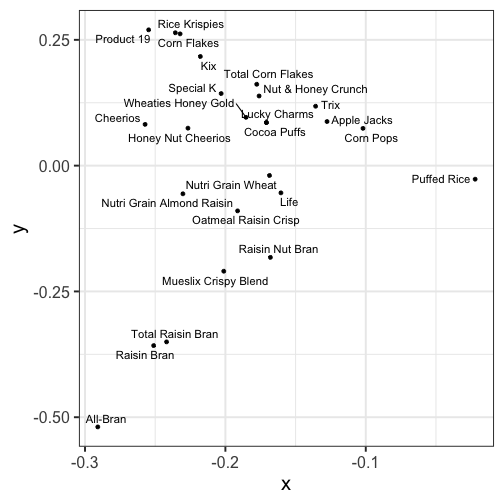 Rice Krispies
Product 19
Corn Flakes
0.25
Kix
Total Corn Flakes
Special K
Nut & Honey Crunch
Wheaties Honey Gold
Trix
Lucky Charms
Cheerios
Apple Jacks
Cocoa Puffs
Honey Nut Cheerios
Corn Pops
0.00
Puffed Rice
Nutri Grain Wheat
Nutri Grain Almond Raisin
Life
Oatmeal Raisin Crisp
y
Raisin Nut Bran
-0.25
Mueslix Crispy Blend
Total Raisin Bran
Raisin Bran
All-Bran
-0.50
-0.3
-0.2
-0.1
x